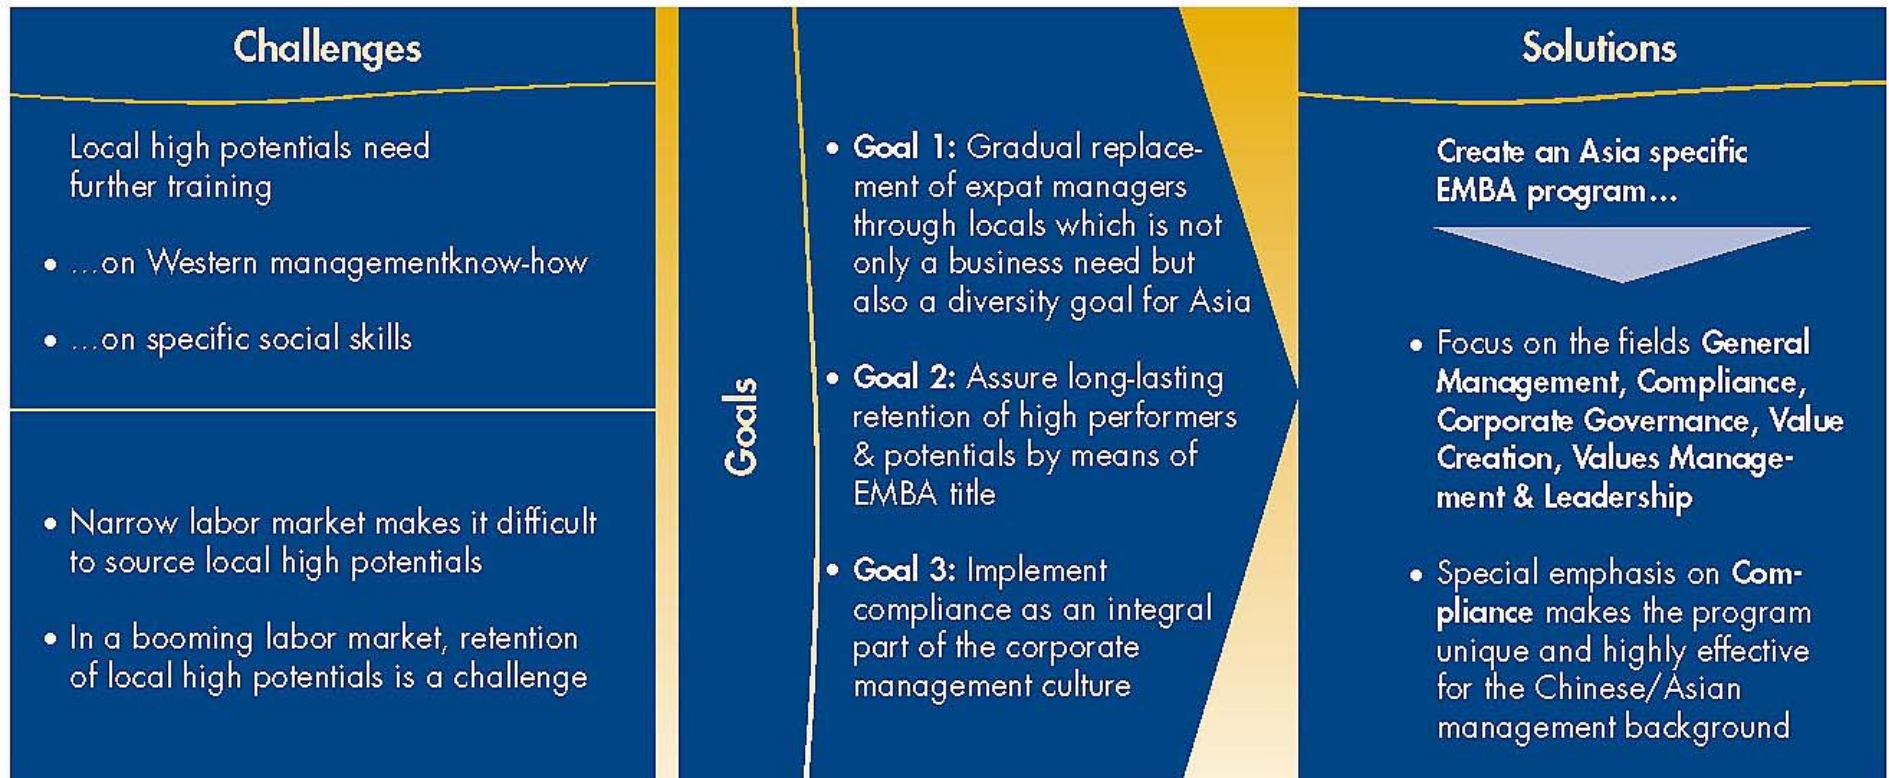 Challenges
Local high potentials need
further training
• ...on Western managementknow-how
• ...on specific social skills
• Narrow labor market makes it difficult
to source local high potentials
• In a booming labor market, retention
of local high potentials is a challenge
Goals
• Goal 1: Gradual replace-
ment of expat managers
through locals which is not
only a business need but
also a diversity goal for Asia
• Goal 2: Assure long-lasting
retention of high performers
& potentials by means of
EMBA title
• Goal 3: Implement
compliance as an integral
part of the corporate
management culture
Solutions
Create an Asia specific
EMBA program...
• Focus on the fields General
Management, Compliance,
Corporate Governance, Value
Creation, Values Manage-
ment & Leadership
• Special emphasis on Com-
pliance makes the program
unique and highly effective
for the Chinese/Asian
management background